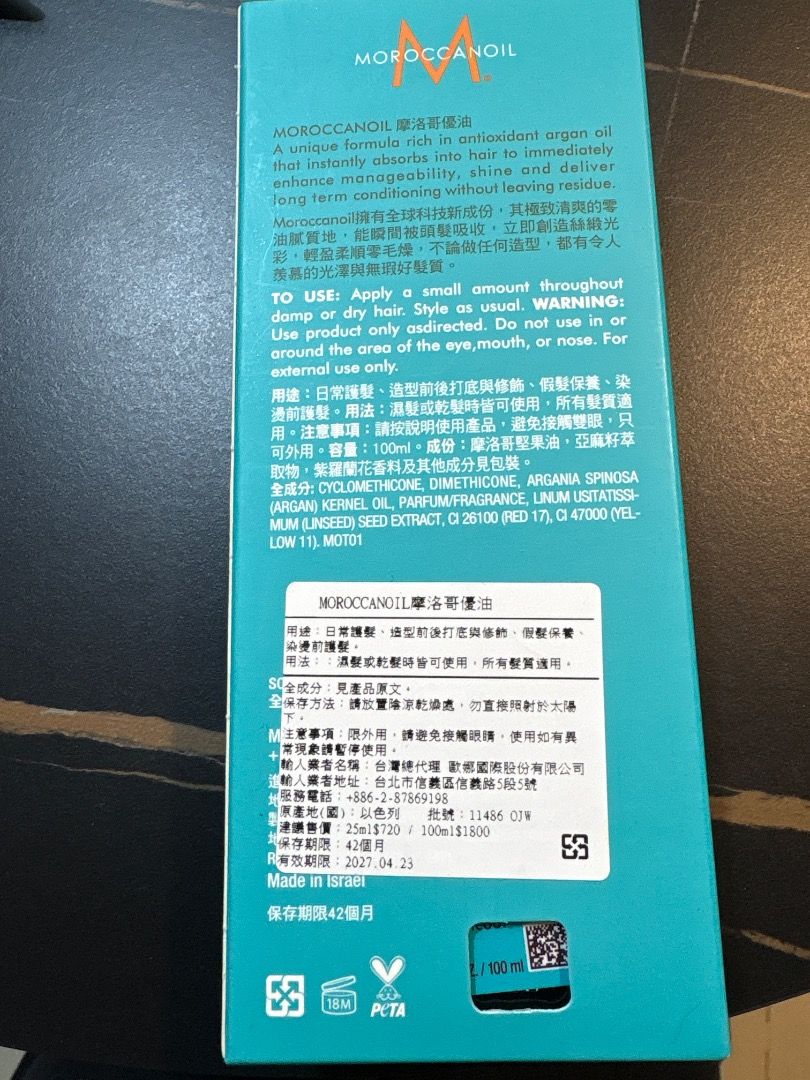 MOROCCANOIL
MOROCCANOIL 摩洛哥優油
A unique formula rich in antioxidant argan oil
that instantly absorbs into hair to immediately
enhance manageability, shine and deliver
long term conditioning without leaving residue.
Moroccanoil擁有全球科技新成份，其極致清爽的零
油膩質地，能瞬間被頭髮吸收，立即創造絲緞光
彩，輕盈柔順零毛燥，不論做任何造型，都有令人
羨慕的光澤與無瑕好髮質。
TO USE: Apply a small amount throughout
damp or dry hair. Style as usual. WARNING:
Use product only asdirected. Do not use in or
around the area of the eye,mouth, or nose. For
external use only.
用途：日常護髮、造型前後打底與修飾、假髮保養、染
燙前護髮。用法：濕髮或乾髮時皆可使用，所有髮質適
用。注意事項：請按說明使用產品，避免接觸雙眼，只
可外用。容量：100ml。成份：摩洛哥堅果油，亞麻籽萃
取物，紫羅蘭花香料及其他成分見包裝。
全成分: CYCLOMETHICONE, DIMETHICONE, ARGANIA SPINOSA
(ARGAN) KERNEL OIL, PARFUM/FRAGRANCE, LINUM USITATISSI-
MUM (LINSEED) SEED EXTRACT, CI 26100 (RED 17), CI 47000 (YEL-
LOW 11). MOT01
MOROCCANOIL摩洛哥優油
用途：日常護髮、造型前後打底與修飾、假髮保養、
染燙前護髮。
用法：：濕髮或乾髮時皆可使用，所有髮質適用。
全成分：見產品原文。
保存方法：請放置陰涼乾燥處，勿直接照射於太陽
下。
注意事項：限外用，請避免接觸眼睛，使用如有異
常現象請暫停使用。
輸入業者名稱：台灣總代理 歐娜國際股份有限公司
輸入業者地址：台北市信義區信義路5段5號
服務電話：+886-2-87869198
原產地(國)：以色列 批號：11486 OJW
建議售價：25ml$720 / 100ml$1800
保存期限：42個月
有效期限：2027.04.23
Made in Israel
保存期限42個月
/ 100 ml
18M
PETA